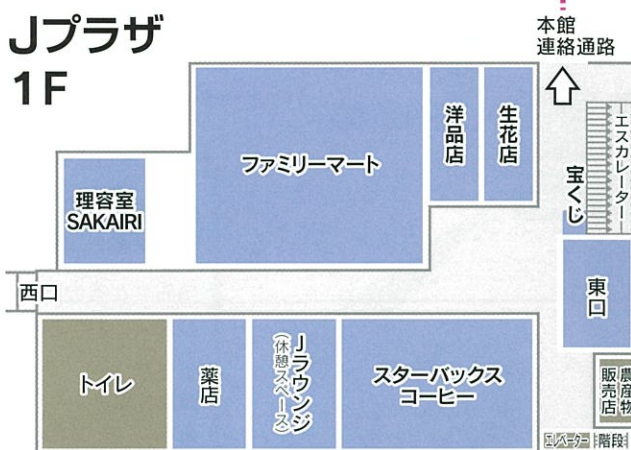 Jプラザ
1F
本館
連絡通路
ファミリーマート
洋品店
生花店
エスカレーター
宝くじ
理容室
SAKAIRI
西口
東口
トイレ
薬店
Jラウンジ
(休憩スペース)
スターバックス
コーヒー
農産物
販売店
エレベーター
階段